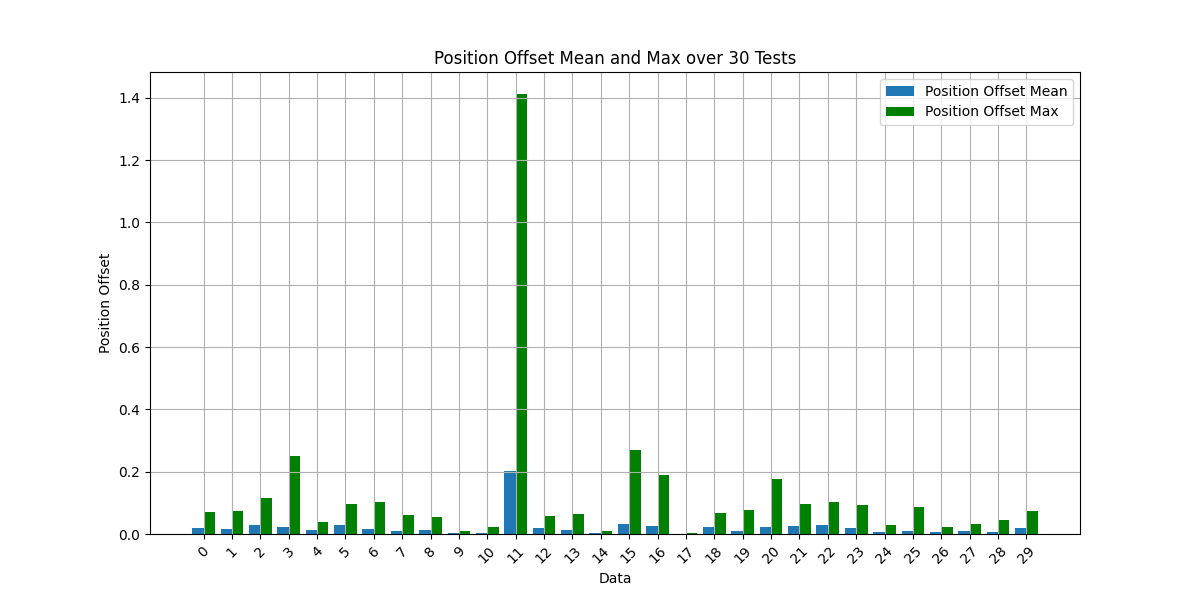 Position Offset Mean and Max over 30 Tests
Position Offset Mean
Position Offset Max
Position Offset
1.4
1.2
1.0
0.8
0.6
0.4
0.2
0.0
0 1 2 3 4 5 6 7 8 9 10 11 12 13 14 15 16 17 18 19 20 21 22 23 24 25 26 27 28 29
Data